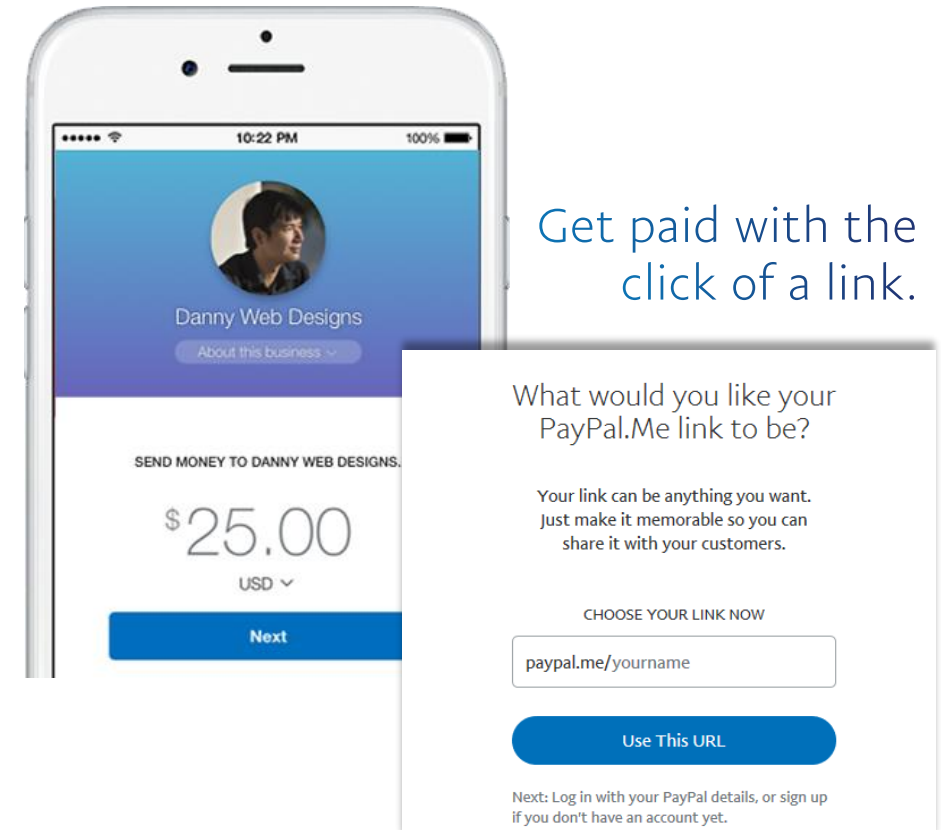 10:22 PM
100%
Danny Web Designs
About this business
SEND MONEY TO DANNY WEB DESIGNS.
$25.00
USD
Next
Get paid with the
click of a link.
What would you like your
PayPal.Me link to be?
Your link can be anything you want.
Just make it memorable so you can
share it with your customers.
CHOOSE YOUR LINK NOW
paypal.me/yourname
Use This URL
Next: Log in with your PayPal details, or sign up
if you don't have an account yet.